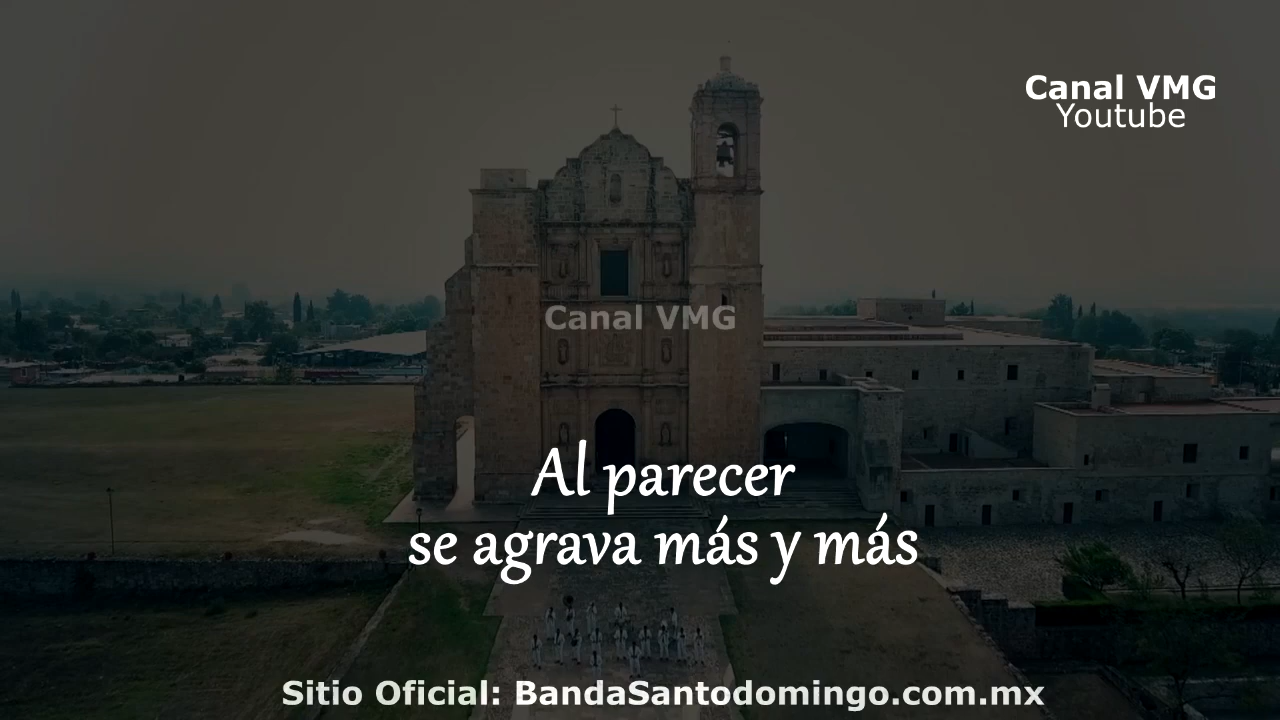 Canal VMG
Youtube
Canal VMG
Al parecer
se agrava más y más
Sitio Oficial: BandaSantodomingo.com.mx